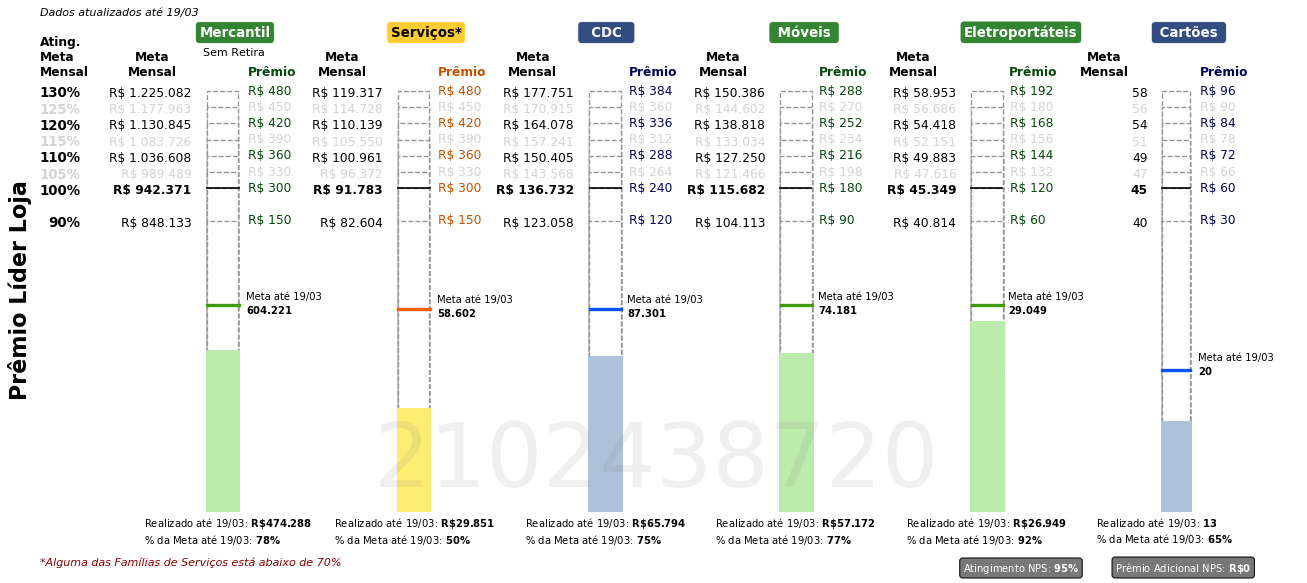 Dados atualizados até 19/03
Mercantil Serviços* CDC Móveis Eletroportáteis Cartões
Sem Retira
Ating. Meta Mensal Meta Mensal Prêmio Meta Mensal Prêmio Meta Mensal Prêmio Meta Mensal Prêmio Meta Mensal Prêmio Meta Mensal Prêmio
130% R$ 1.225.082 R$ 480 R$ 119.317 R$ 480 R$ 177.751 R$ 384 R$ 150.386 R$ 288 R$ 58.953 R$ 192 58 R$ 96
125% R$ 1.177.963 R$ 450 R$ 114.728 R$ 450 R$ 170.915 R$ 360 R$ 144.602 R$ 270 R$ 56.686 R$ 180 56 R$ 90
120% R$ 1.130.845 R$ 420 R$ 110.139 R$ 420 R$ 164.078 R$ 336 R$ 138.818 R$ 252 R$ 54.418 R$ 168 54 R$ 84
115% R$ 1.083.726 R$ 390 R$ 105.550 R$ 390 R$ 157.241 R$ 312 R$ 133.034 R$ 234 R$ 52.151 R$ 156 51 R$ 78
110% R$ 1.036.608 R$ 360 R$ 100.961 R$ 360 R$ 150.405 R$ 288 R$ 127.250 R$ 216 R$ 49.883 R$ 144 49 R$ 72
105% R$ 989.489 R$ 330 R$ 96.372 R$ 330 R$ 143.568 R$ 264 R$ 121.466 R$ 198 R$ 47.616 R$ 132 47 R$ 66
100% R$ 942.371 R$ 300 R$ 91.783 R$ 300 R$ 136.732 R$ 240 R$ 115.682 R$ 180 R$ 45.349 R$ 120 45 R$ 60
90% R$ 848.133 R$ 150 R$ 82.604 R$ 150 R$ 123.058 R$ 120 R$ 104.113 R$ 90 R$ 40.814 R$ 60 40 R$ 30
Prêmio Líder Loja
Meta até 19/03 Meta até 19/03 Meta até 19/03 Meta até 19/03 Meta até 19/03
604.221 58.602 87.301 74.181 29.049
Meta até 19/03
20
2102438720
Realizado até 19/03: R$474.288 Realizado até 19/03: R$29.851 Realizado até 19/03: R$65.794 Realizado até 19/03: R$57.172 Realizado até 19/03: R$26.949 Realizado até 19/03: 13
% da Meta até 19/03: 78% % da Meta até 19/03: 50% % da Meta até 19/03: 75% % da Meta até 19/03: 77% % da Meta até 19/03: 92% % da Meta até 19/03: 65%
*Alguma das Famílias de Serviços está abaixo de 70%
Atingimento NPS: 95% Prêmio Adicional NPS: R$0